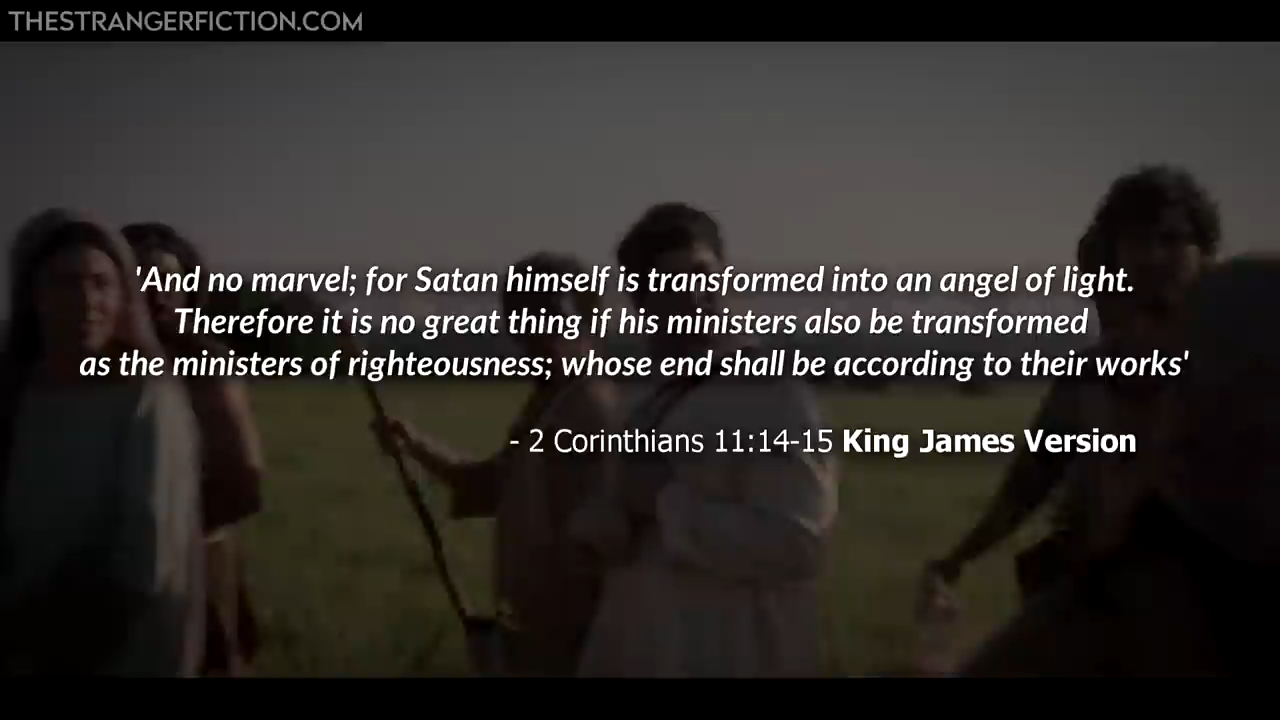 THESTRANGERFICTION.COM
'And no marvel; for Satan himself is transformed into an angel of light.
Therefore it is no great thing if his ministers also be transformed
as the ministers of righteousness; whose end shall be according to their works'
- 2 Corinthians 11:14-15 King James Version